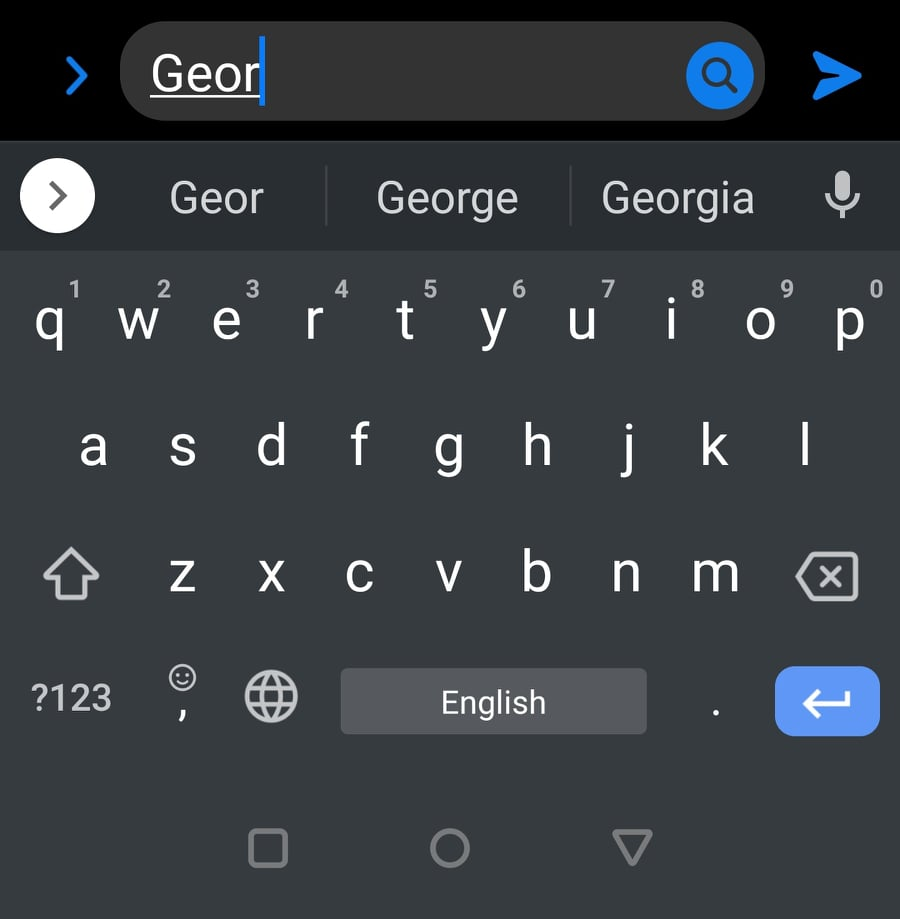 Geor
Geor George Georgia
1 2 3 4 5 6 7 8 9 0
q w e r t y u i o p
a s d f g h j k l
z x c v b n m
?123 , English .